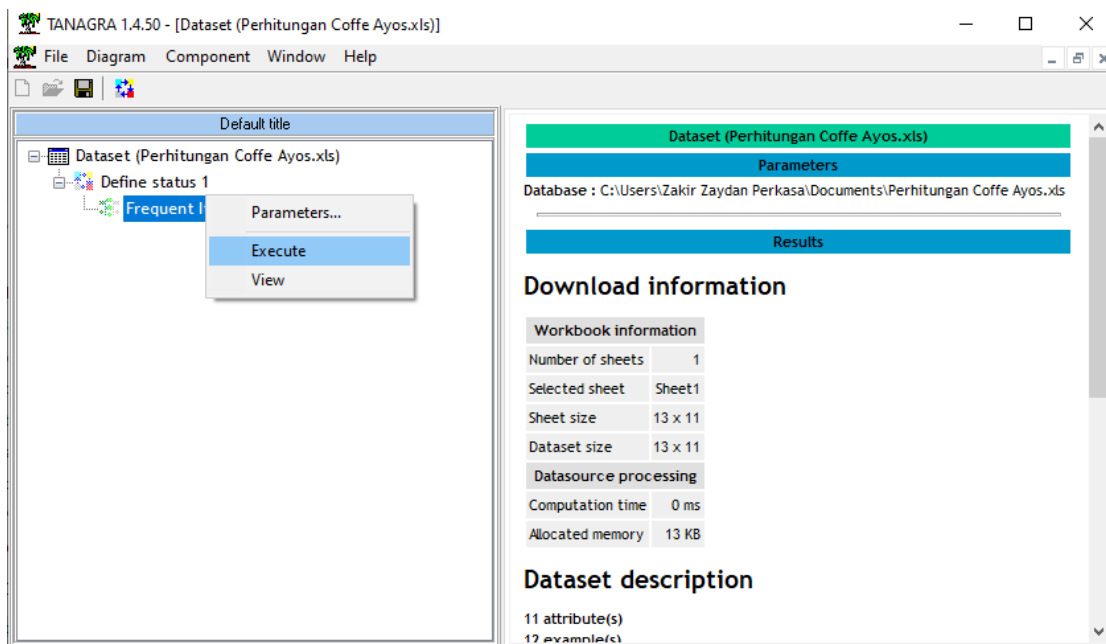 TANAGRA 1.4.50 - [Dataset (Perhitungan Coffe Ayos.xls)]
File Diagram Component Window Help
Default title
Dataset (Perhitungan Coffe Ayos.xls)
Define status 1
Frequent
Parameters...
Execute
View
Dataset (Perhitungan Coffe Ayos.xls)
Parameters
Database : C:\Users\Zakir Zaydan Perkasa\Documents\Perhitungan Coffe Ayos.xls
Results
Download information
Workbook information
Number of sheets 1
Selected sheet Sheet1
Sheet size 13 x 11
Dataset size 13 x 11
Datasource processing
Computation time 0 ms
Allocated memory 13 KB
Dataset description
11 attribute(s)
12 example(s)